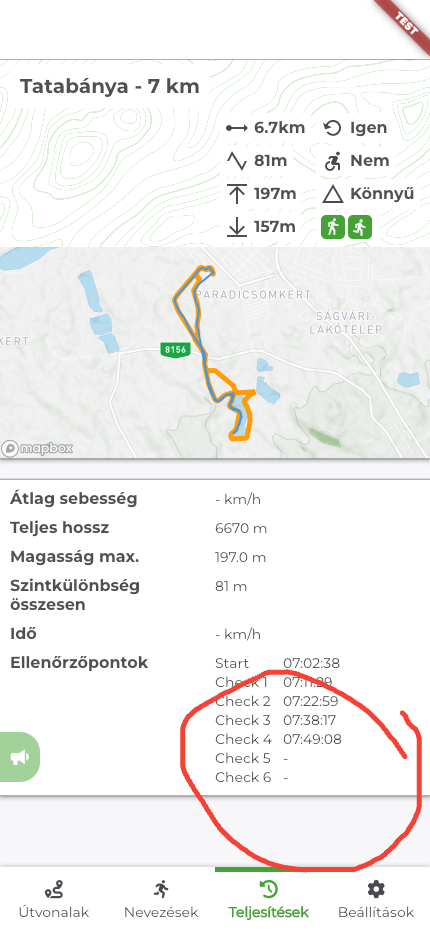 TEST
Tatabánya - 7 km
6.7km Igen
81m Nem
197m Könnyű
157m
PARADICSOMKERT
SÁGVÁRI-
LAKÓTELEP
KERT
8156
mapbox
Átlag sebesség - km/h
Teljes hossz 6670 m
Magasság max. 197.0 m
Szintkülönbség 81 m
összesen
Idő - km/h
Ellenőrzőpontok Start 07:02:38
Check 1 07:11:29
Check 2 07:22:59
Check 3 07:38:17
Check 4 07:49:08
Check 5 -
Check 6 -
Útvonalak Nevezések Teljesítések Beállítások